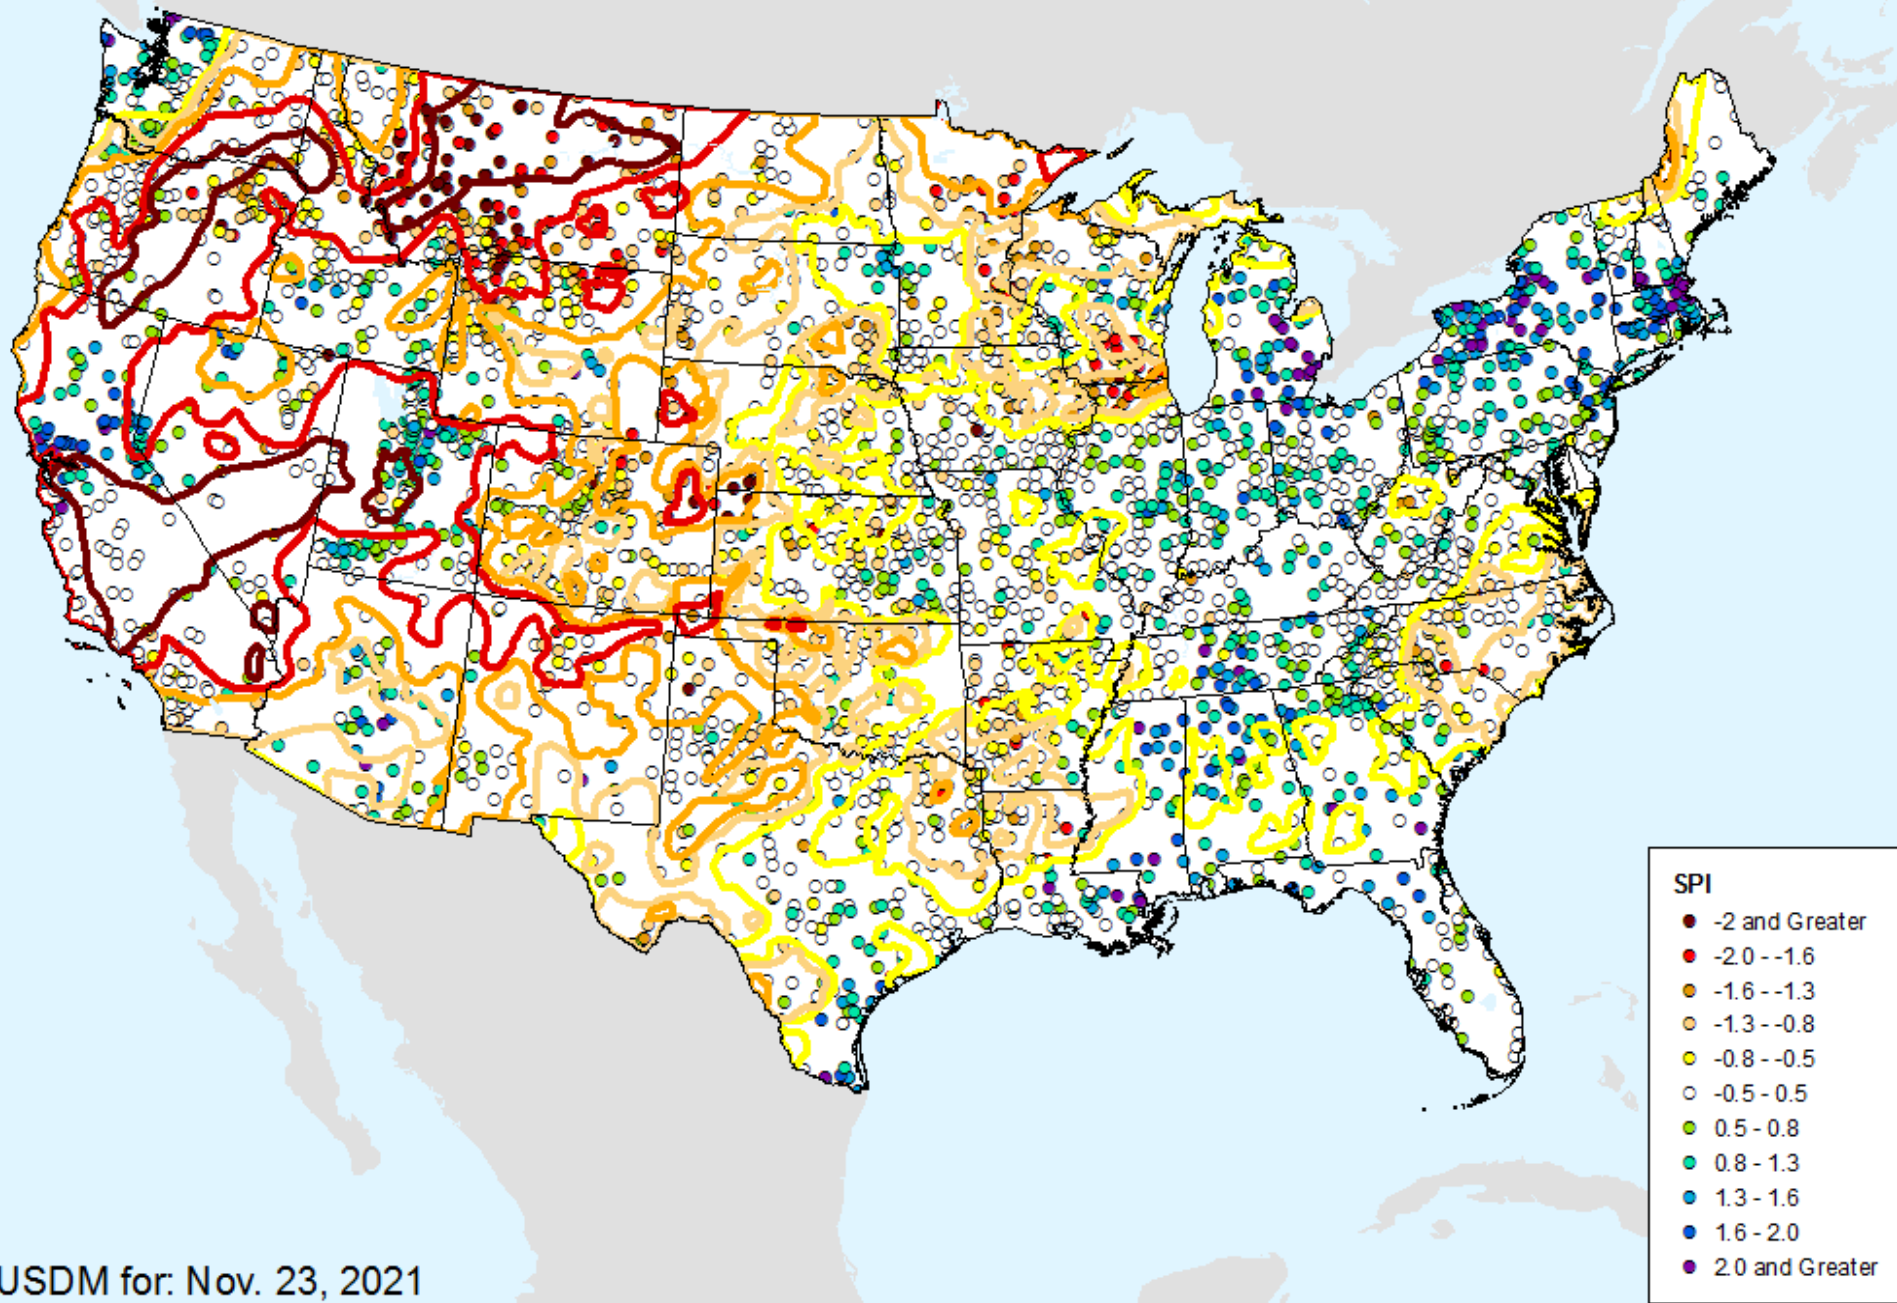 SPI
-2 and Greater
-2.0 - -1.6
-1.6 - -1.3
-1.3 - -0.8
-0.8 - -0.5
-0.5 - 0.5
0.5 - 0.8
0.8 - 1.3
1.3 - 1.6
1.6 - 2.0
2.0 and Greater
USDM for: Nov. 23, 2021